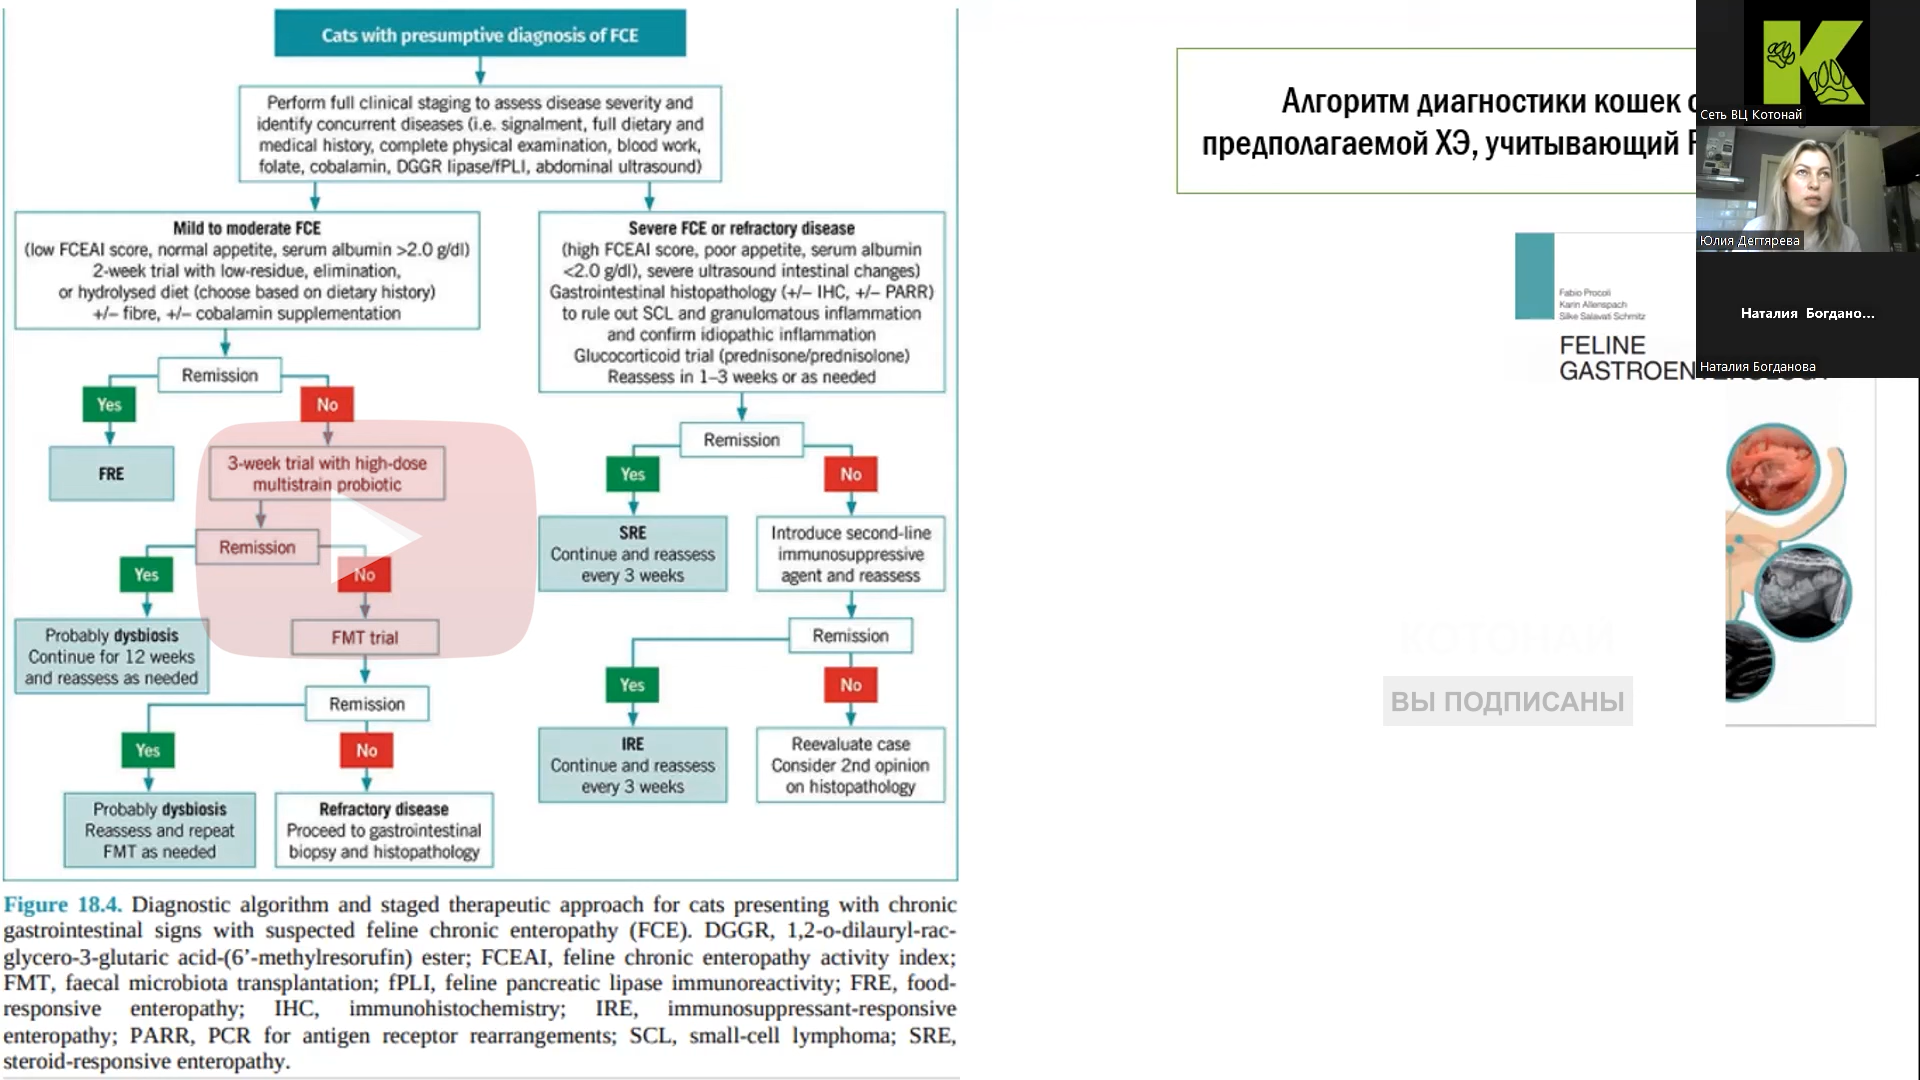 Cats with presumptive diagnosis of FCE
Perform full clinical staging to assess disease severity and
identify concurrent diseases (i.e. signalment, full dietary and
medical history, complete physical examination, blood work,
folate, cobalamin, DGGR lipase/fPLI, abdominal ultrasound)
Mild to moderate FCE
(low FCEAI score, normal appetite, serum albumin >2.0 g/dl)
2-week trial with low-residue, elimination,
or hydrolysed diet (choose based on dietary history)
+/– fibre, +/– cobalamin supplementation
Remission
Yes
No
FRE
3-week trial with high-dose
multistrain probiotic
Remission
Yes
No
Probably dysbiosis
Continue for 12 weeks
and reassess as needed
FMT trial
Remission
Yes
No
Probably dysbiosis
Reassess and repeat
FMT as needed
Refractory disease
Proceed to gastrointestinal
biopsy and histopathology
Severe FCE or refractory disease
(high FCEAI score, poor appetite, serum albumin
<2.0 g/dl), severe ultrasound intestinal changes)
Gastrointestinal histopathology (+/– IHC, +/– PARR)
to rule out SCL and granulomatous inflammation
and confirm idiopathic inflammation
Glucocorticoid trial (prednisone/prednisolone)
Reassess in 1–3 weeks or as needed
Remission
Yes
No
SRE
Continue and reassess
every 3 weeks
Introduce second-line
immunosuppressive
agent and reassess
Remission
Yes
No
IRE
Continue and reassess
every 3 weeks
Reevaluate case
Consider 2nd opinion
on histopathology
Figure 18.4. Diagnostic algorithm and staged therapeutic approach for cats presenting with chronic
gastrointestinal signs with suspected feline chronic enteropathy (FCE). DGGR, 1,2-o-dilauryl-rac-
glycero-3-glutaric acid-(6’-methylresorufin) ester; FCEAI, feline chronic enteropathy activity index;
FMT, faecal microbiota transplantation; fPLI, feline pancreatic lipase immunoreactivity; FRE, food-
responsive enteropathy; IHC, immunohistochemistry; IRE, immunosuppressant-responsive
enteropathy; PARR, PCR for antigen receptor rearrangements; SCL, small-cell lymphoma; SRE,
steroid-responsive enteropathy.
Алгоритм диагностики кошек
предполагаемой ХЭ, учитывающий
Fabio Procoli
Karin Allenspach
Silke Salavati Schmitz
FELINE
КОТОНАЙ
ВЫ ПОДПИСАНЫ
K
Сеть ВЦ Котонай
Юлия Дегтярева
Наталия Богдано...
Наталия Богданова